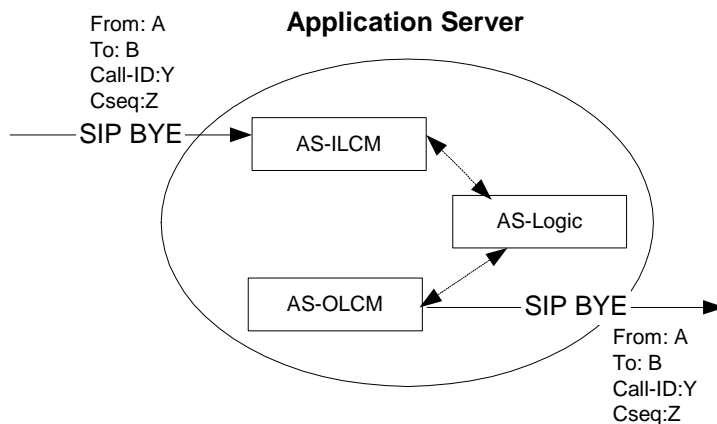 Application Server
From: A
To: B
Call-ID:Y
Cseq:Z
SIP BYE
AS-ILCM
AS-Logic
AS-OLCM
SIP BYE
From: A
To: B
Call-ID:Y
Cseq:Z